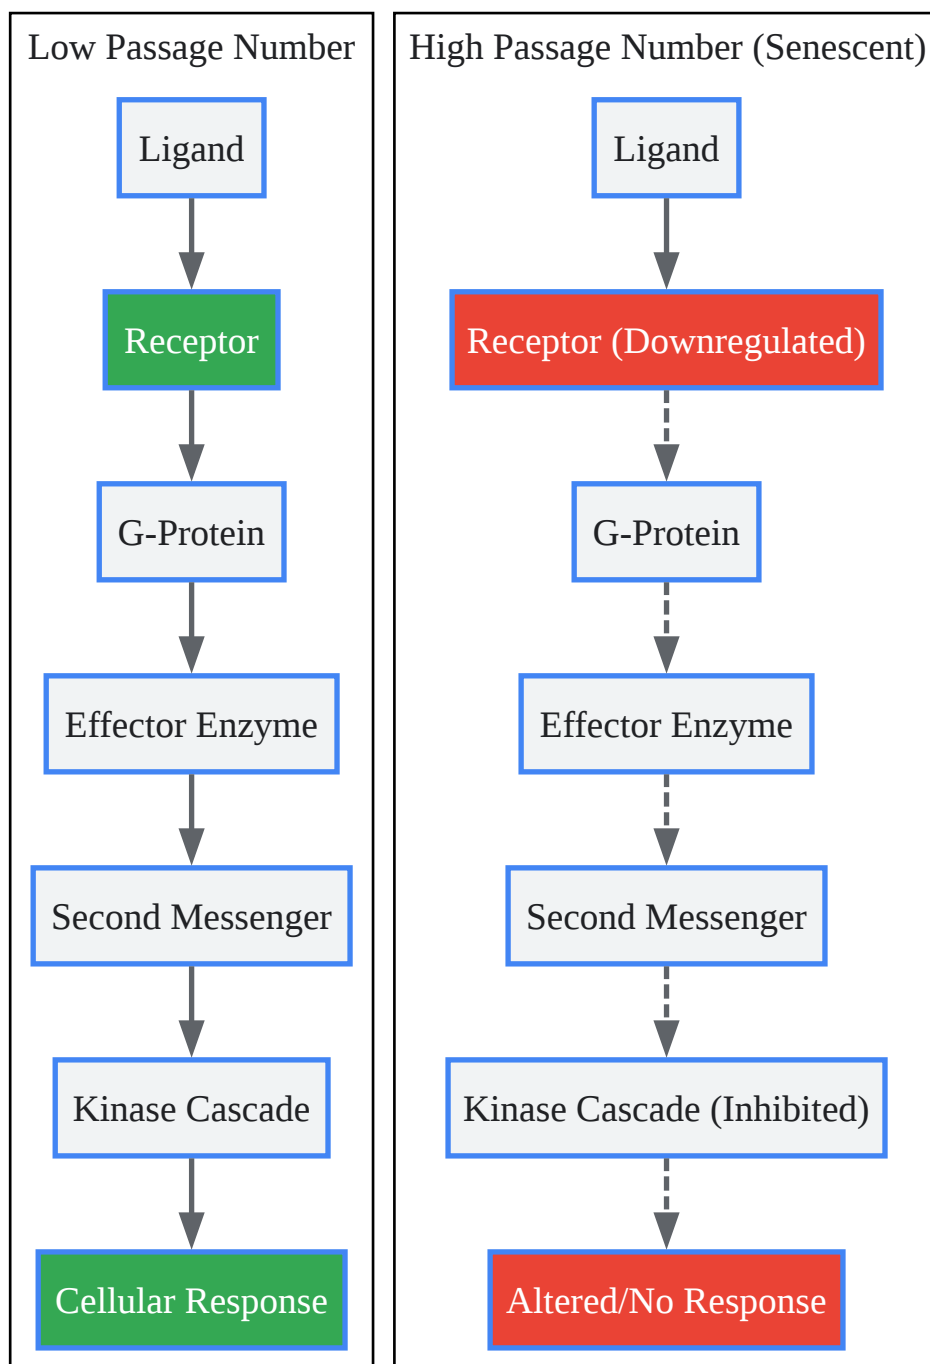 Low Passage Number
Ligand
Receptor
G-Protein
Effector Enzyme
Second Messenger
Kinase Cascade
Cellular Response
High Passage Number (Senescent)
Ligand
Receptor (Downregulated)
G-Protein
Effector Enzyme
Second Messenger
Kinase Cascade (Inhibited)
Altered/No Response